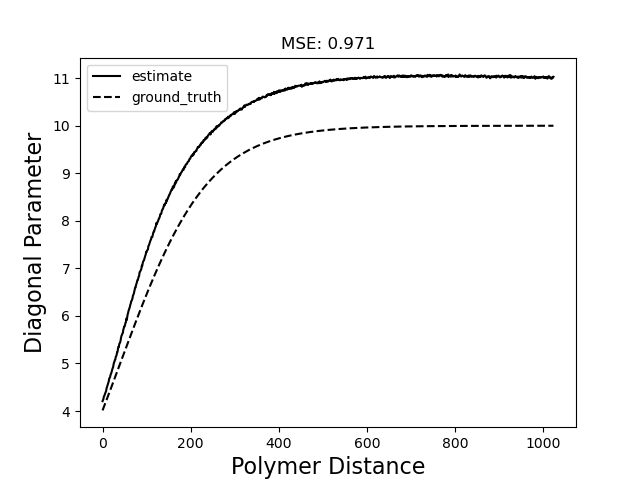 MSE: 0.971
estimate
ground_truth
Diagonal Parameter
11
10
9
8
7
6
5
4
0 200 400 600 800 1000
Polymer Distance